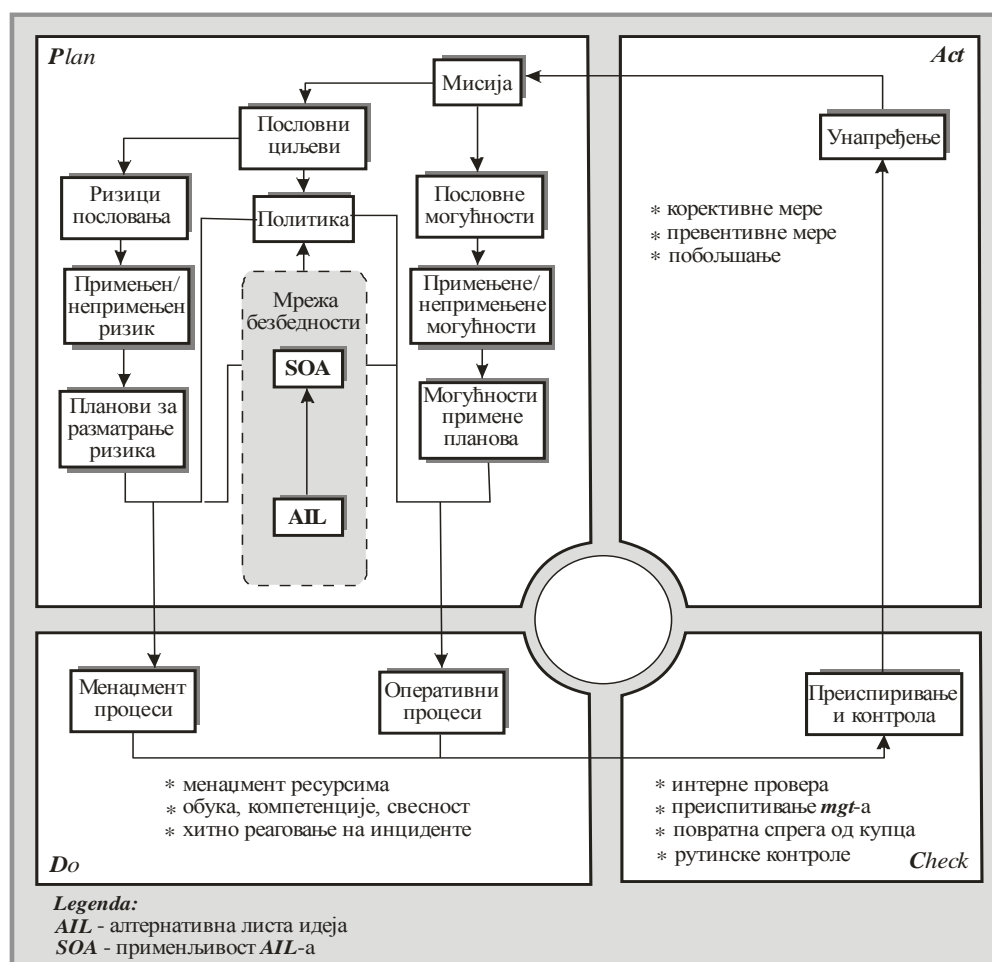 Plan
Act
Мисија
Пословни
циљеви
Унапређење
Ризици
пословања
Политика
Пословне
могућности
* корективне мере
* превентивне мере
* побољшање
Примењен/
непримењен
ризик
Мрежа
безбедности
Примењене/
непримењене
могућности
SOA
Планови за
разматрање
ризика
Могућности
примене
планова
AIL
Менаџмент
процеси
Оперативни
процеси
Преиспиривање
и контрола
* менаџмент ресурсима
* обука, компетенције, свесност
* хитно реаговање на инциденте
* интерне провера
* преиспитивање mgt-а
* повратна спрега од купца
* рутинске контроле
Do
Check
Legenda:
AIL - алтернативна листа идеја
SOA - применљивост AIL-а